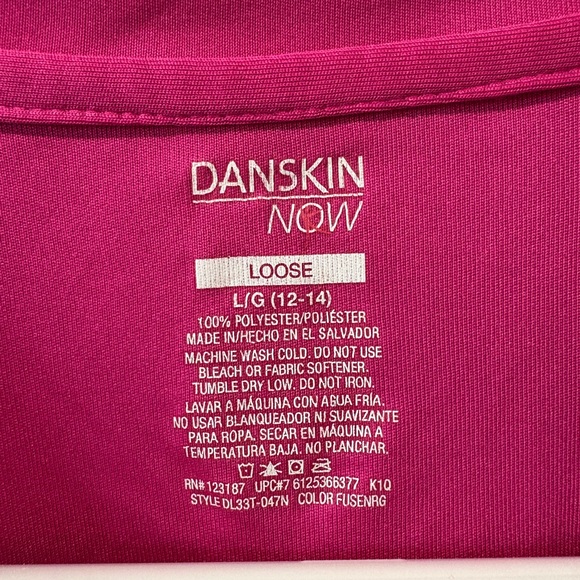 DANSKIN
NOW
LOOSE
L/G (12-14)
100% POLYESTER/POLIÉSTER
MADE IN/HECHO EN EL SALVADOR
MACHINE WASH COLD. DO NOT USE
BLEACH OR FABRIC SOFTENER.
TUMBLE DRY LOW. DO NOT IRON.
LAVAR A MÁQUINA CON AGUA FRÍA.
NO USAR BLANQUEADOR NI SUAVIZANTE
PARA ROPA. SECAR EN MÁQUINA A
TEMPERATURA BAJA. NO PLANCHAR.
RN# 123187 UPC#7 6125366377 K1Q
STYLE DL33T-047N COLOR FUSENRG